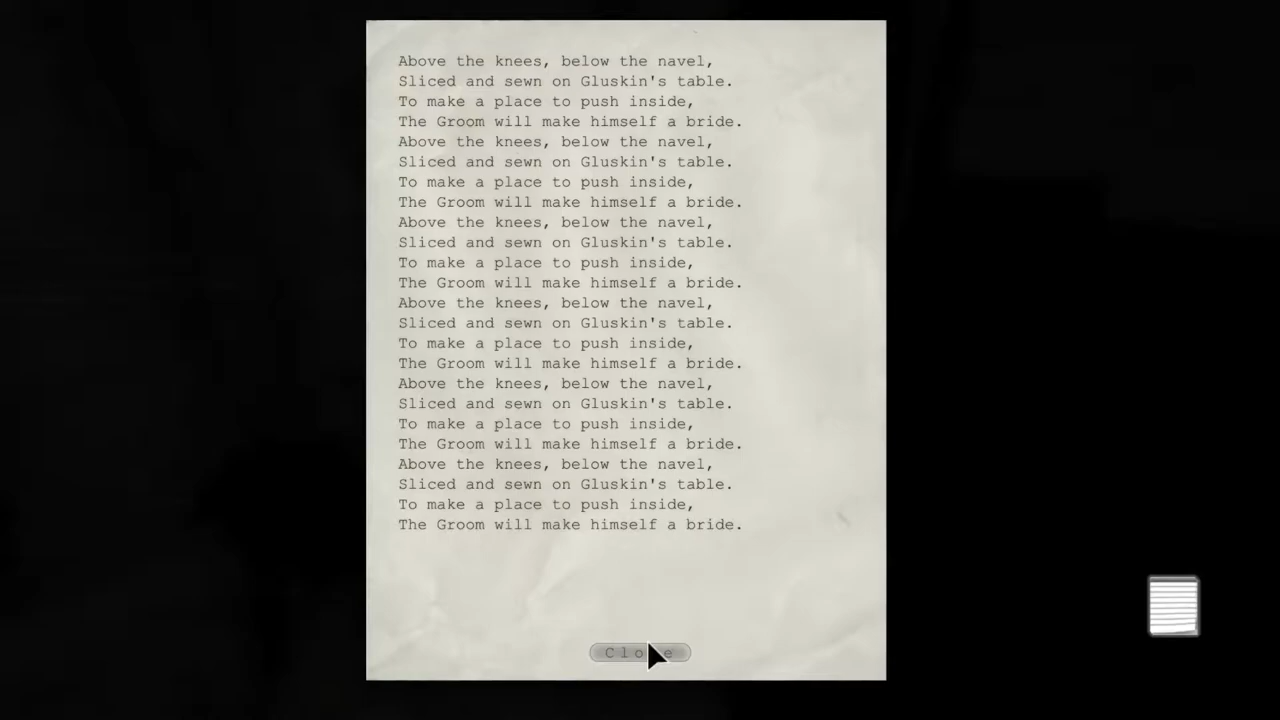 Above the knees, below the navel,
Sliced and sewn on Gluskin's table.
To make a place to push inside,
The Groom will make himself a bride.
Above the knees, below the navel,
Sliced and sewn on Gluskin's table.
To make a place to push inside,
The Groom will make himself a bride.
Above the knees, below the navel,
Sliced and sewn on Gluskin's table.
To make a place to push inside,
The Groom will make himself a bride.
Above the knees, below the navel,
Sliced and sewn on Gluskin's table.
To make a place to push inside,
The Groom will make himself a bride.
Above the knees, below the navel,
Sliced and sewn on Gluskin's table.
To make a place to push inside,
The Groom will make himself a bride.
Above the knees, below the navel,
Sliced and sewn on Gluskin's table.
To make a place to push inside,
The Groom will make himself a bride.
Close